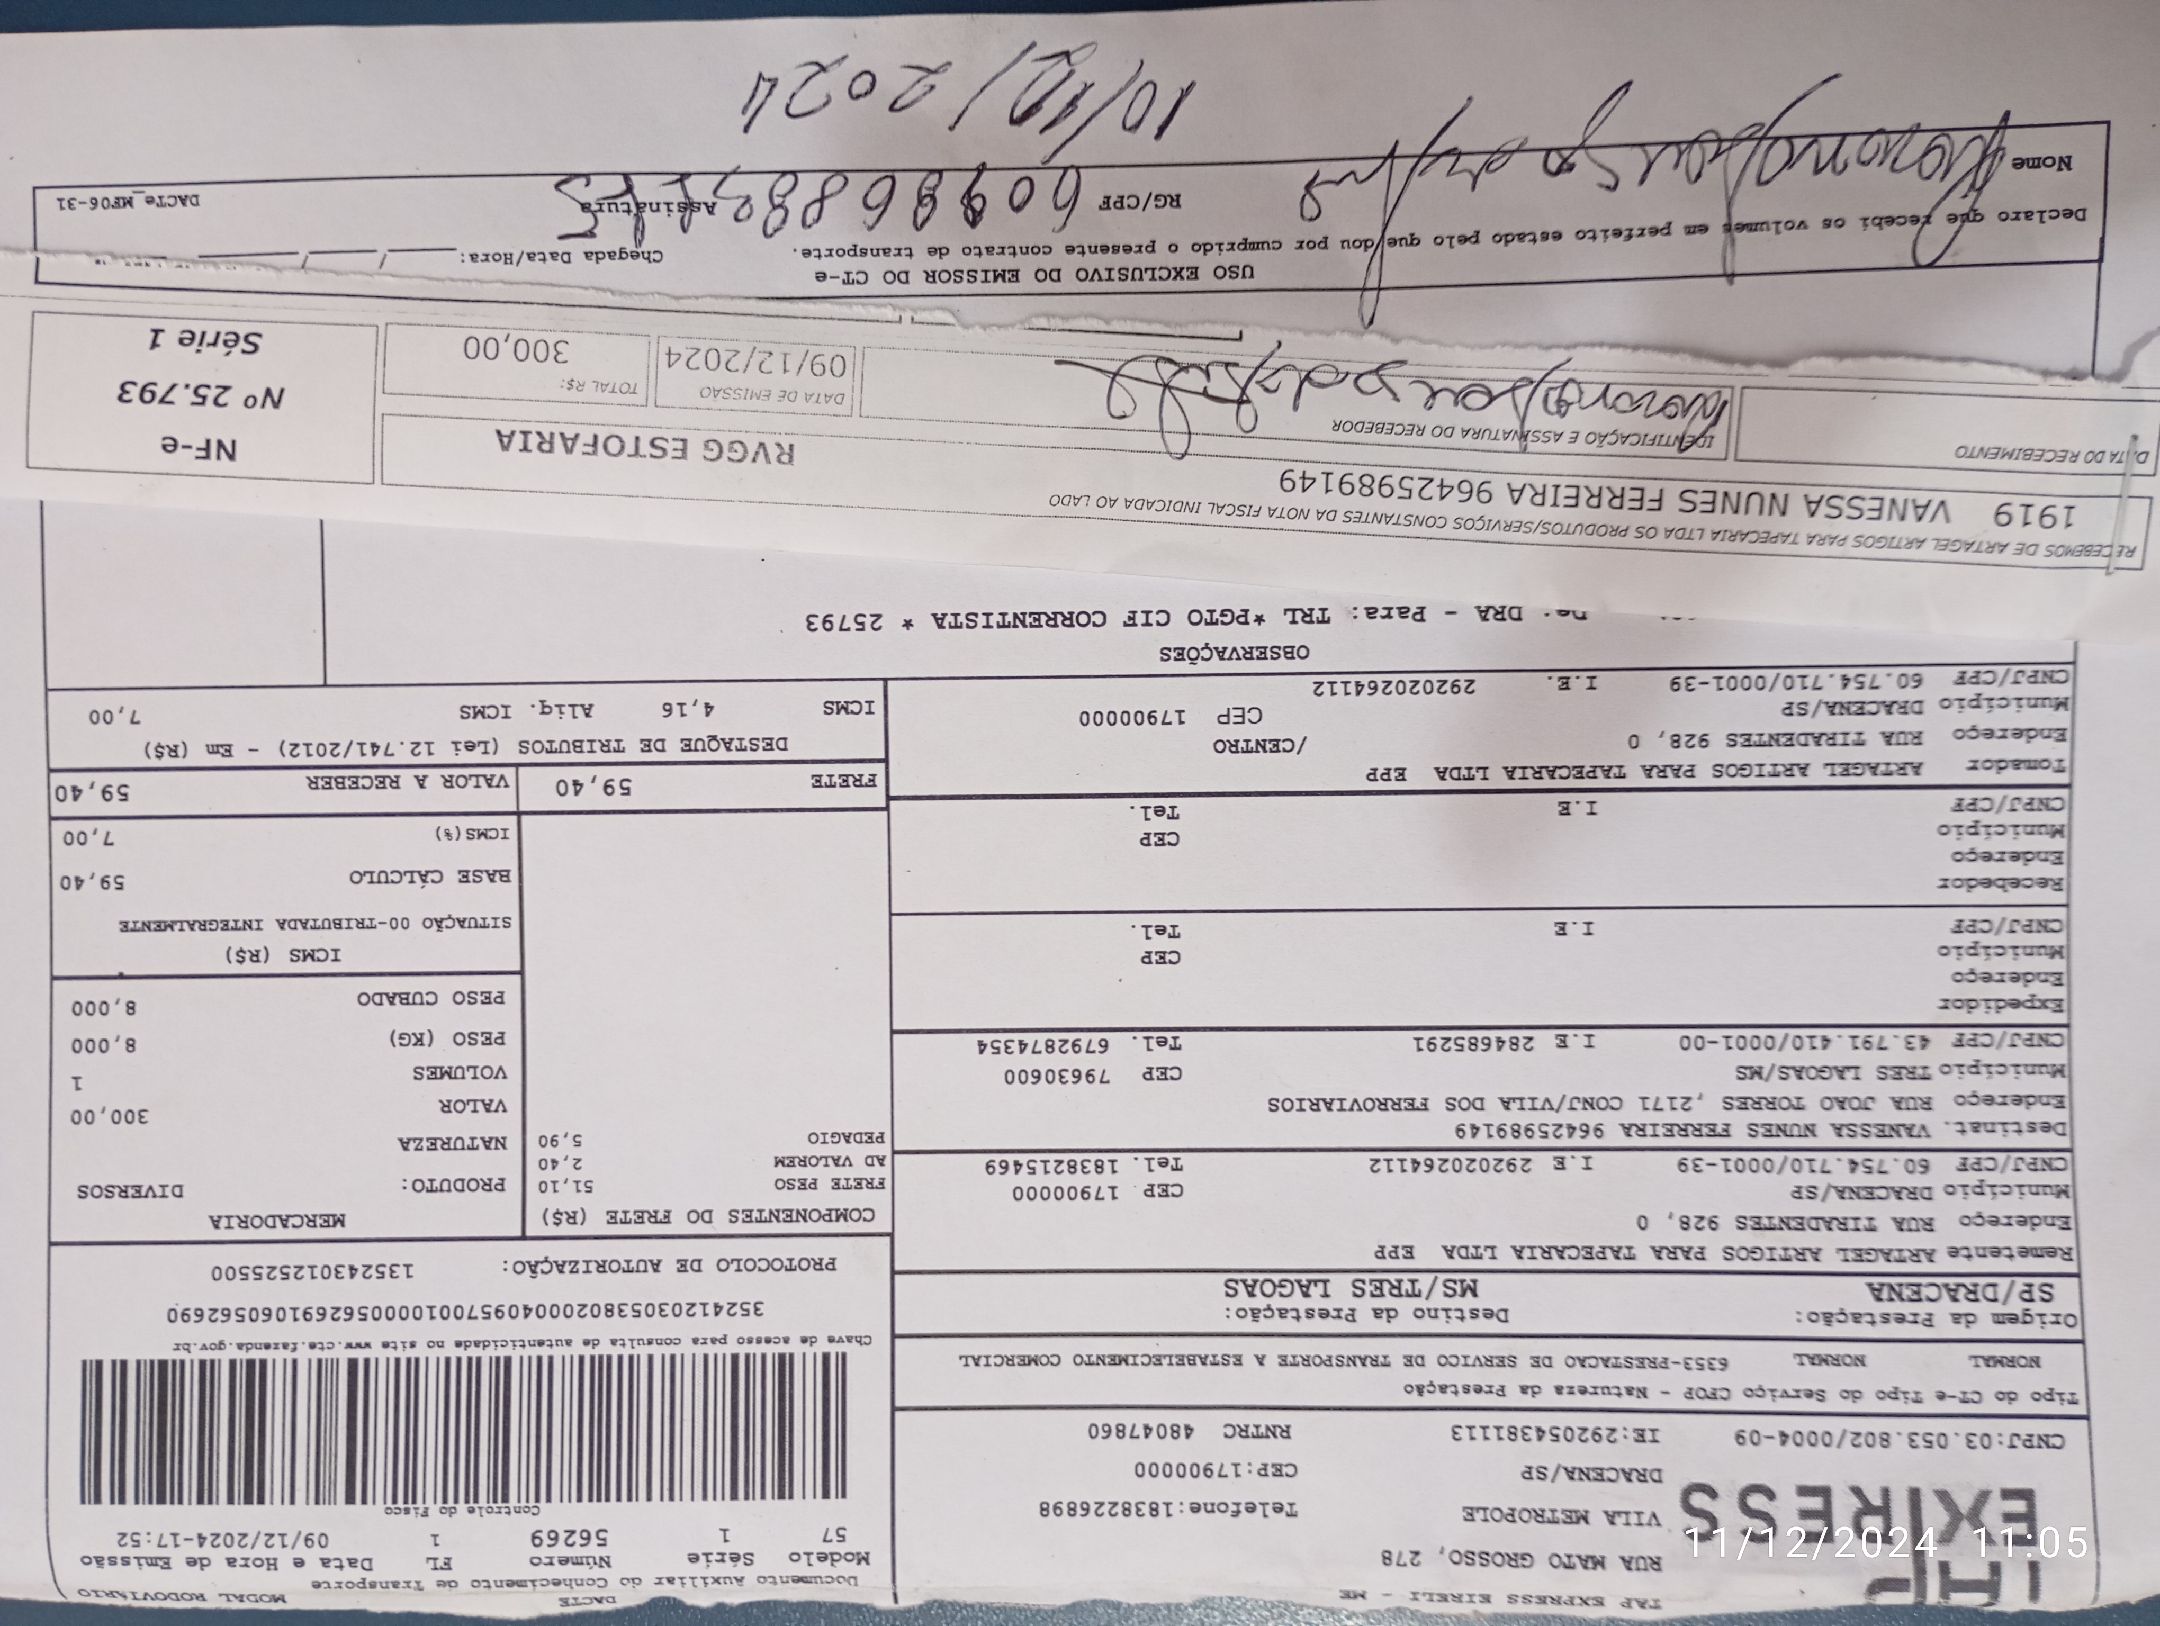 TAP EXPRESS EIRELI - ME
EXPRESS
RUA MATO GROSSO, 278
VILA METROPOLE Telefone:1838226898
DRACENA/SP CEP:17900000
CNPJ:03.053.802/0004-09 IE:292054381113 RNTRC 48047860
DACTE
MODAL RODOVIÁRIO
Documento Auxiliar do Conhecimento de Transporte
Modelo Série Número FL Data e Hora de Emissão
57 1 56269 1 09/12/2024-17:52
Controle do Fisco
Chave de acesso para consulta de autenticidade no site www.cte.fazenda.gov.br
35241203053802000409570010000562691060562690
PROTOCOLO DE AUTORIZAÇÃO: 135243012525500
Tipo do CT-e Tipo do Serviço CFOP - Natureza da Prestação
NORMAL NORMAL 6353-PRESTACAO DE SERVICO DE TRANSPORTE A ESTABELECIMENTO COMERCIAL
Origem da Prestação: Destino da Prestação:
SP/DRACENA MS/TRES LAGOAS
Remetente ARTAGEL ARTIGOS PARA TAPECARIA LTDA EPP
Endereço RUA TIRADENTES 928, 0
Município DRACENA/SP CEP 17900000
CNPJ/CPF 60.754.710/0001-39 I.E 292020264112 Tel. 1838215469
Destinat. VANESSA NUNES FERREIRA 96425989149
Endereço RUA JOAO TORRES ,2171 CONJ/VILA DOS FERROVIARIOS
Município TRES LAGOAS/MS CEP 79630600
CNPJ/CPF 43.791.410/0001-00 I.E 284685291 Tel. 6792874354
Expedidor
Endereço
Município CEP
CNPJ/CPF I.E Tel.
Recebedor
Endereço
Município CEP
CNPJ/CPF I.E Tel.
Tomador ARTAGEL ARTIGOS PARA TAPECARIA LTDA EPP
Endereço RUA TIRADENTES 928, 0 /CENTRO
Município DRACENA/SP CEP 17900000
CNPJ/CPF 60.754.710/0001-39 I.E. 292020264112
COMPONENTES DO FRETE (R$)
FRETE PESO 51,10
AD VALOREM 2,40
PEDAGIO 5,90
MERCADORIA
PRODUTO: DIVERSOS
NATUREZA
VALOR 300,00
VOLUMES 1
PESO (KG) 8,000
PESO CUBADO 8,000
ICMS (R$)
SITUAÇÃO 00-TRIBUTADA INTEGRALMENTE
BASE CÁLCULO 59,40
ICMS(%) 7,00
FRETE 59,40 VALOR A RECEBER 59,40
DESTAQUE DE TRIBUTOS (Lei 12.741/2012) - Em (R$)
ICMS 4,16 Aliq. ICMS 7,00
OBSERVAÇÕES
De: DRA - Para: TRL *PGTO CIF CORRENTISTA * 25793
RECEBEMOS DE ARTAGEL ARTIGOS PARA TAPECARIA LTDA OS PRODUTOS/SERVIÇOS CONSTANTES DA NOTA FISCAL INDICADA AO LADO
1919 VANESSA NUNES FERREIRA 96425989149
RVGG ESTOFARIA
DATA DO RECEBIMENTO
IDENTIFICAÇÃO E ASSINATURA DO RECEBEDOR
DATA DE EMISSÃO
09/12/2024
TOTAL R$:
300,00
NF-e
Nº 25.793
Série 1
USO EXCLUSIVO DO EMISSOR DO CT-e
Declaro que recebi os volumes em perfeito estado pelo que dou por cumprido o presente contrato de transporte.
Chegada Data/Hora: / /
Nome
RG/CPF
Assinatura
DACTe_MF06-31
10/12/2024
11/12/2024 11:05